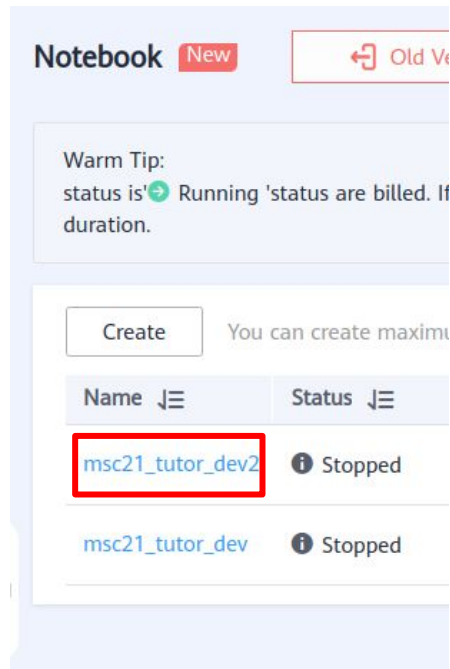 Notebook New Old Ve
Warm Tip:
status is' Running 'status are billed. If
duration.
Create You can create maximu
Name Status
msc21_tutor_dev2 Stopped
msc21_tutor_dev Stopped